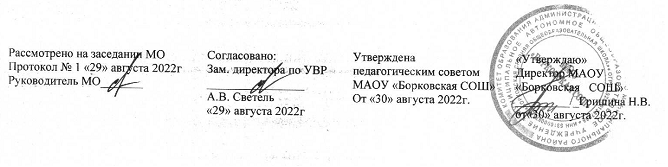 Рассмотрено на заседании МО
Протокол № 1 «29» августа 2022г
Руководитель МО
Согласовано:
Зам. директора по УВР
А.В. Светель
«29» августа 2022г
Утверждена
педагогическим советом
МАОУ «Борковская СОШ»
От «30» августа 2022г.
«Утверждаю»
Директор МАОУ
«Борковская СОШ»
Гришина Н.В.
от«30» августа 2022г.